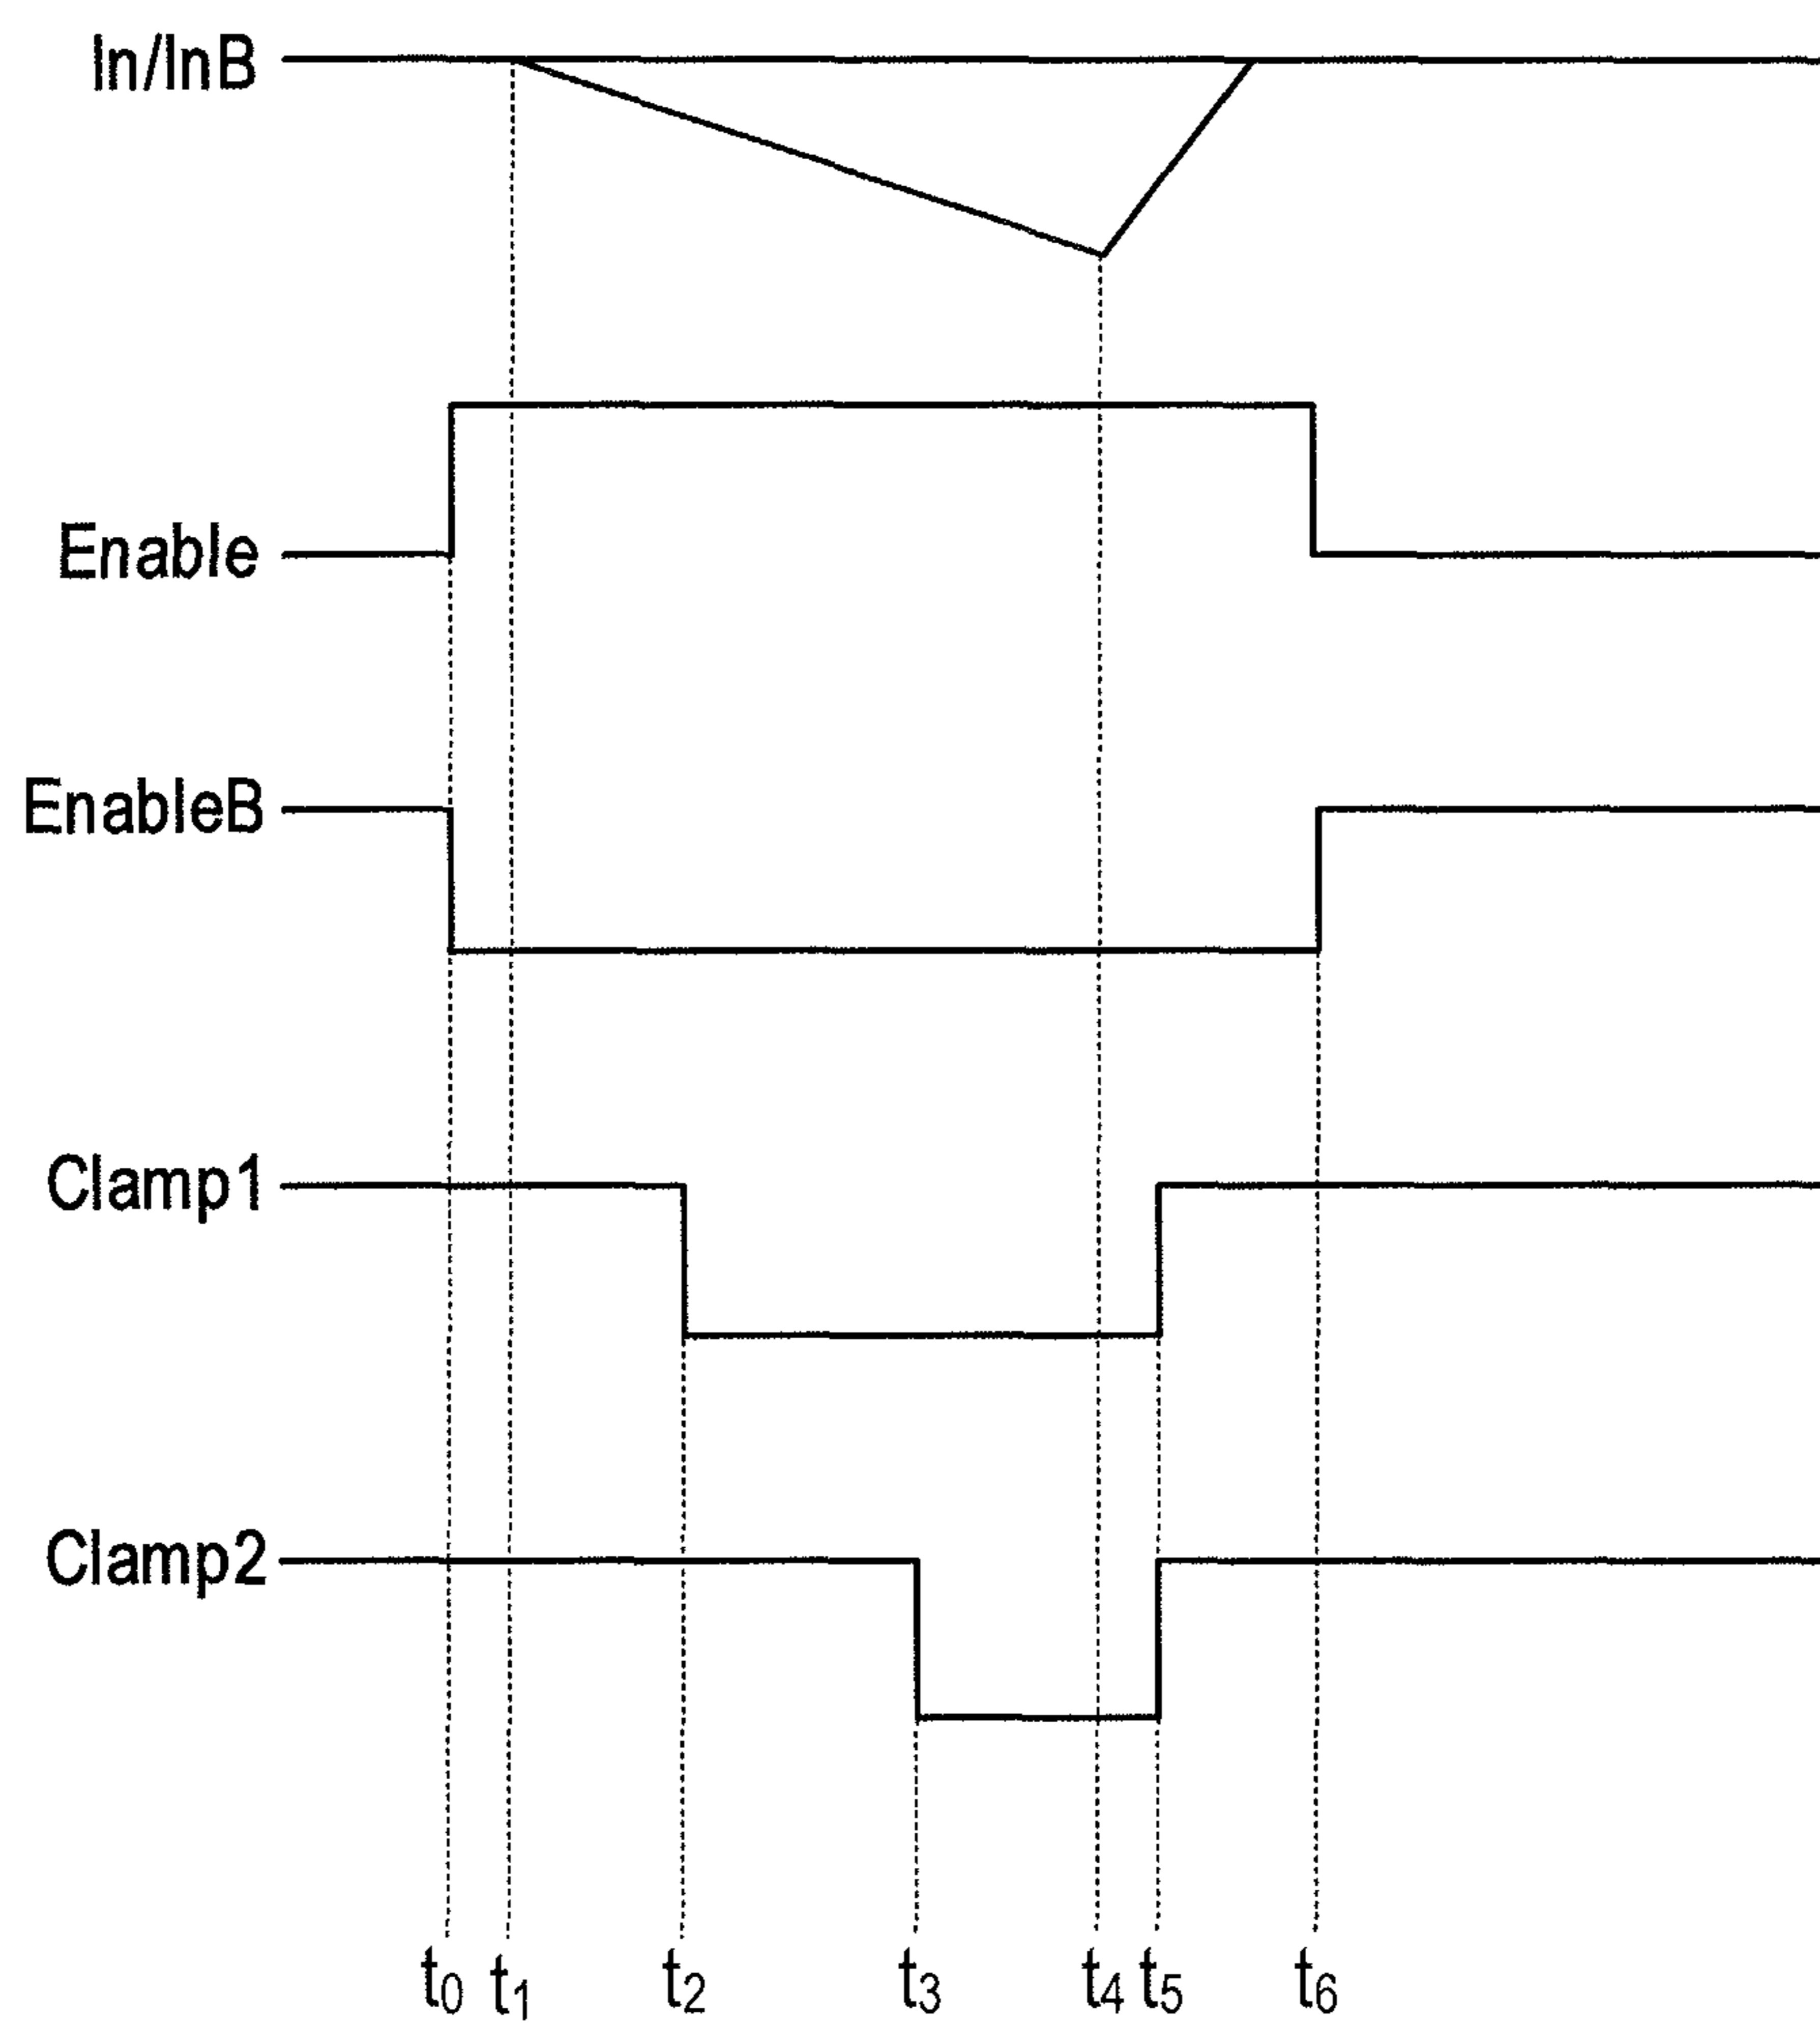 In/InB
Enable
EnableB
Clamp1
Clamp2
t0 t1 t2 t3 t4 t5 t6